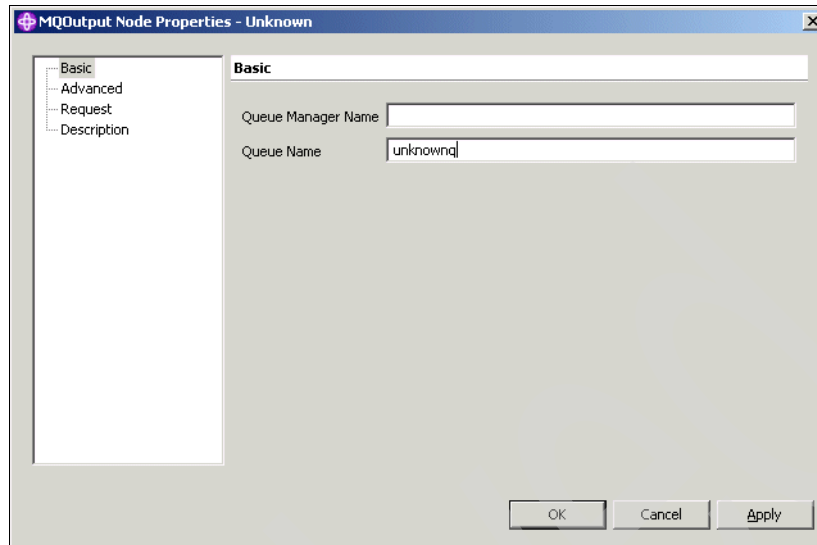 MQOutput Node Properties - Unknown
Basic
Advanced
Request
Description
Basic
Queue Manager Name
Queue Name unknownq
OK Cancel Apply